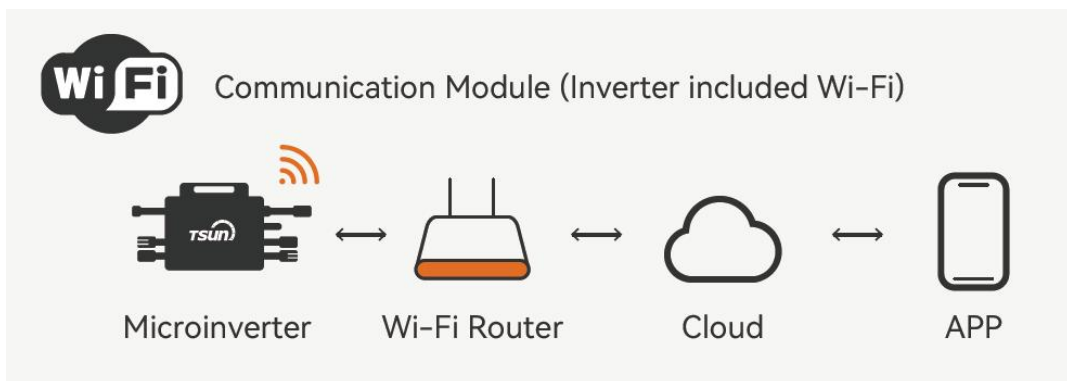 Wi Fi
Communication Module (Inverter included Wi-Fi)
TSUN
Microinverter
Wi-Fi Router
Cloud
APP